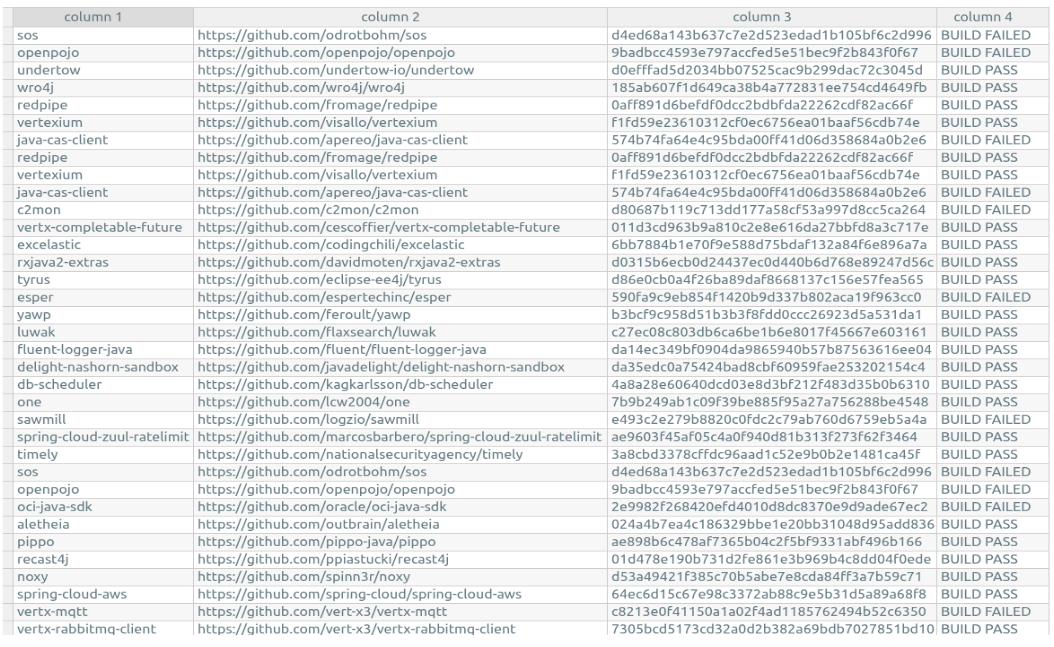 column 1 column 2 column 3 column 4
sos https://github.com/odrotbohm/sos d4ed68a143b637c7e2d523edad1b105bf6c2d996 BUILD FAILED
openpojo https://github.com/openpojo/openpojo 9badbcc4593e797accfed5e51bec9f2b843f0f67 BUILD FAILED
undertow https://github.com/undertow-io/undertow d0efffad5d2034bb07525cac9b299dac72c3045d BUILD PASS
wro4j https://github.com/wro4j/wro4j 185ab607f1d649ca38b4a772831ee754cd4649fb BUILD PASS
redpipe https://github.com/fromage/redpipe 0aff891d6befdf0dcc2bdbfda22262cdf82ac66f BUILD PASS
vertexium https://github.com/visallo/vertexium f1fd59e23610312cf0ec6756ea01baaf56cdb74e BUILD PASS
java-cas-client https://github.com/apereo/java-cas-client 574b74fa64e4c95bda00ff41d06d358684a0b2e6 BUILD FAILED
redpipe https://github.com/fromage/redpipe 0aff891d6befdf0dcc2bdbfda22262cdf82ac66f BUILD PASS
vertexium https://github.com/visallo/vertexium f1fd59e23610312cf0ec6756ea01baaf56cdb74e BUILD PASS
java-cas-client https://github.com/apereo/java-cas-client 574b74fa64e4c95bda00ff41d06d358684a0b2e6 BUILD FAILED
c2mon https://github.com/c2mon/c2mon d80687b119c713dd177a58cf53a997d8cc5ca264 BUILD FAILED
vertx-completable-future https://github.com/cescoffier/vertx-completable-future 011d3cd963b9a810c2e8e616da27bbfd8a3c717e BUILD PASS
excelastic https://github.com/codingchili/excelastic 6bb7884b1e70f9e588d75bdaf132a84f6e896a7a BUILD PASS
rxjava2-extras https://github.com/davidmoten/rxjava2-extras d0315b6ecb0d24437ec0d440b6d768e89247d56c BUILD PASS
tyrus https://github.com/eclipse-ee4j/tyrus d86e0cb0a4f26ba89daf8668137c156e57fea565 BUILD PASS
esper https://github.com/espertechinc/esper 590fa9c9eb854f1420b9d337b802aca19f963cc0 BUILD FAILED
yawp https://github.com/feroult/yawp b3bcf9c958d51b3b3f8fdd0ccc26923d5a531da1 BUILD PASS
luwak https://github.com/flaxsearch/luwak c27ec08c803db6ca6be1b6e8017f45667e603161 BUILD PASS
fluent-logger-java https://github.com/fluent/fluent-logger-java da14ec349bf0904da9865940b57b87563616ee04 BUILD PASS
delight-nashorn-sandbox https://github.com/javadelight/delight-nashorn-sandbox da35edc0a75424bad8cbf60959fae253202154c4 BUILD PASS
db-scheduler https://github.com/kagkarlsson/db-scheduler 4a8a28e60640dcd03e8d3bf212f483d35b0b6310 BUILD PASS
one https://github.com/lcw2004/one 7b9b249ab1c09f39be885f95a27a756288be4548 BUILD PASS
sawmill https://github.com/logzio/sawmill e493c2e279b8820c0fdc2c79ab760d6759eb5a4a BUILD FAILED
spring-cloud-zuul-ratelimit https://github.com/marcosbarbero/spring-cloud-zuul-ratelimit ae9603f45af05c4a0f940d81b313f273f62f3464 BUILD PASS
timely https://github.com/nationalsecurityagency/timely 3a8cbd3378cffdc96aad1c52e9b0b2e1481ca45f BUILD PASS
sos https://github.com/odrotbohm/sos d4ed68a143b637c7e2d523edad1b105bf6c2d996 BUILD FAILED
openpojo https://github.com/openpojo/openpojo 9badbcc4593e797accfed5e51bec9f2b843f0f67 BUILD PASS
oci-java-sdk https://github.com/oracle/oci-java-sdk 2e9982f268420efd4010d8dc8370e9d9ade67ec2 BUILD FAILED
aletheia https://github.com/outbrain/aletheia 024a4b7ea4c186329bbe1e20bb31048d95add836 BUILD PASS
pippo https://github.com/pippo-java/pippo ae898b6c478af7365b04c2f5bf9331abf496b166 BUILD PASS
recast4j https://github.com/ppiastucki/recast4j 01d478e190b731d2fe861e3b969b4c8dd04f0ede BUILD PASS
noxy https://github.com/spinn3r/noxy d53a49421f385c70b5abe7e8cda84ff3a7b59c71 BUILD PASS
spring-cloud-aws https://github.com/spring-cloud/spring-cloud-aws 64ec6d15c67e98c3372ab88c9e5b31d5a89a68f8 BUILD PASS
vertx-mqtt https://github.com/vert-x3/vertx-mqtt c8213e0f41150a1a02f4ad1185762494b52c6350 BUILD FAILED
vertx-rabbitmq-client https://github.com/vert-x3/vertx-rabbitmq-client 7305bcd5173cd32a0d2b382a69bdb7027851bd10 BUILD PASS